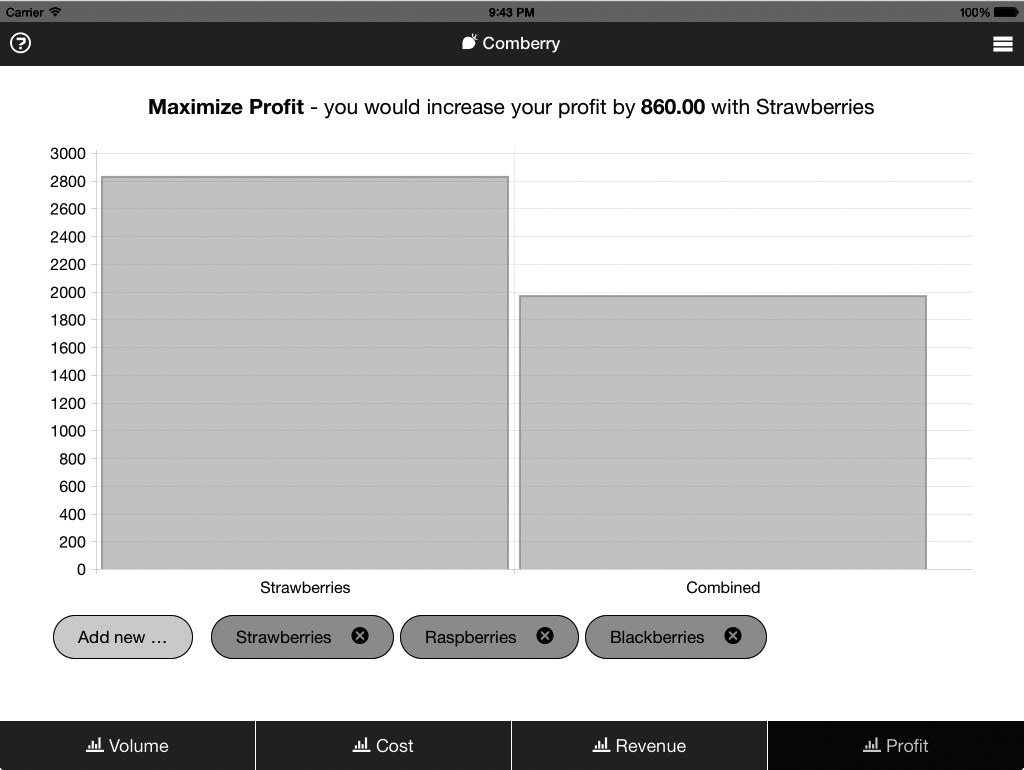 Carrier 9:43 PM 100%
Comberry
Maximize Profit - you would increase your profit by 860.00 with Strawberries
3000
2800
2600
2400
2200
2000
1800
1600
1400
1200
1000
800
600
400
200
0
Strawberries Combined
Add new ... Strawberries Raspberries Blackberries
Volume Cost Revenue Profit